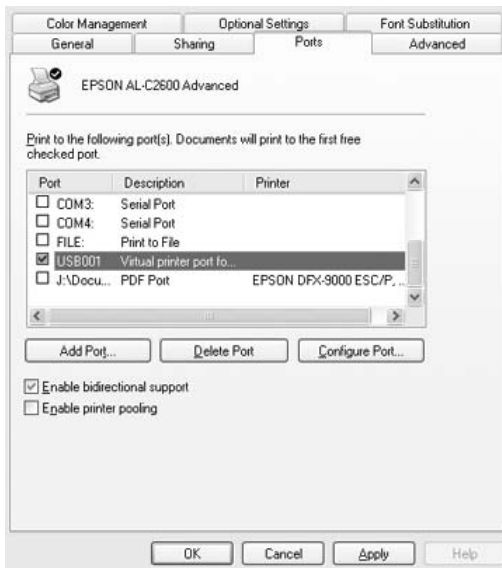 Color Management Optional Settings Font Substitution
General Sharing Ports Advanced
EPSON AL-C2600 Advanced
Print to the following port(s). Documents will print to the first free
checked port.
Port Description Printer
COM3: Serial Port
COM4: Serial Port
FILE: Print to File
USB001 Virtual printer port fo...
J:\Docu... PDF Port EPSON DFX-9000 ESC/P, ...
Add Port... Delete Port Configure Port...
Enable bidirectional support
Enable printer pooling
OK Cancel Apply Help